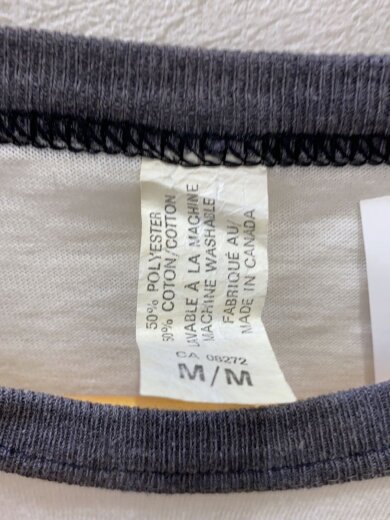 50% POLYESTER
50% COTON/COTTON
LAVABLE À LA MACHINE
MACHINE WASHABLE
FABRIQUÉ AU/
MADE IN CANADA
CA 08272
M/M